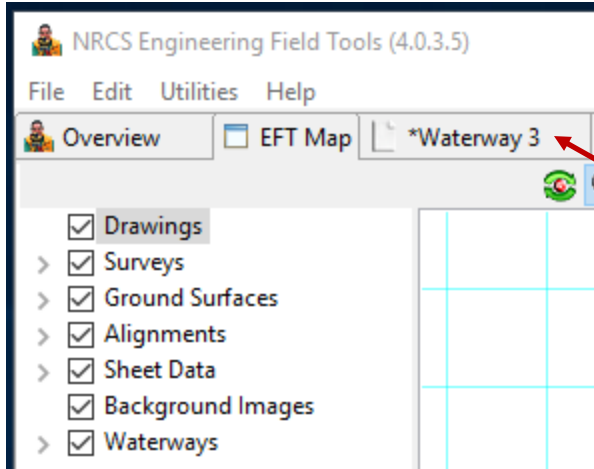 NRCS Engineering Field Tools (4.0.3.5)
File Edit Utilities Help
Overview EFT Map *Waterway 3
Drawings
Surveys
Ground Surfaces
Alignments
Sheet Data
Background Images
Waterways